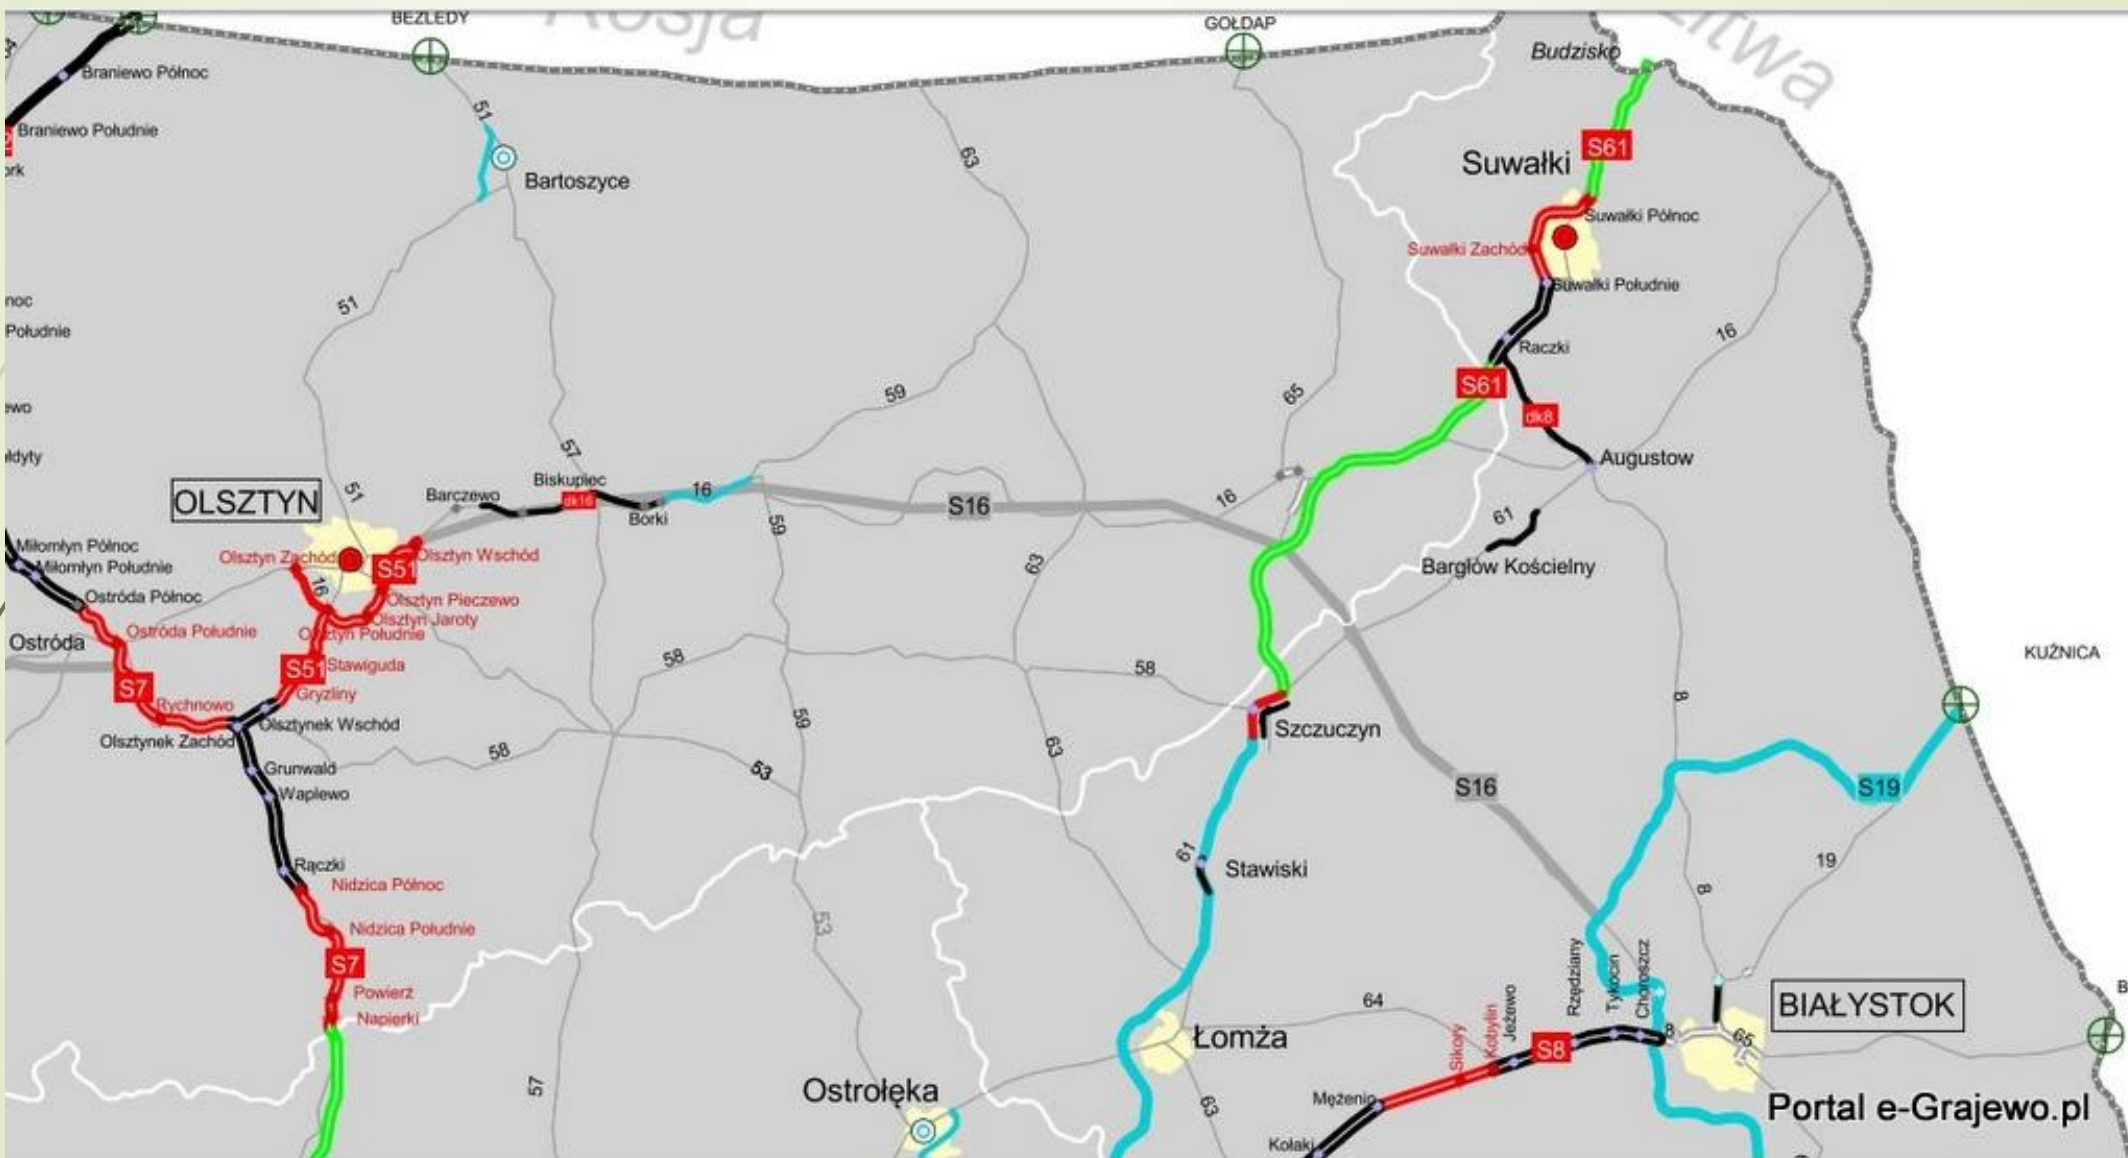 BEZLEDY
Rosja
GOŁDAP
Litwa
Budzisko
Braniewo Północ
Braniewo Południe
51
Bartoszyce
63
S61
Suwałki
Suwałki Północ
Suwałki Zachód
Suwałki Południe
51
Południe
16
Raczki
S61
59
65
dk8
57
Augustow
OLSZTYN
51
Biskupiec
Barczewo
dk16
16
Borki
S16
16
61
59
Miłomłyn Północ
Miłomłyn Południe
Olsztyn Zachód
Olsztyn Wschód
S51
16
63
Bargłów Kościelny
Ostróda Północ
Olsztyn Pieczewo
Olsztyn Jaroty
Olsztyn Południe
Ostróda Południe
Ostróda
S51
Stawiguda
58
58
KUŹNICA
S7
Gryźliny
Rychnowo
8
Olsztynek Wschód
Olsztynek Zachód
59
58
63
Szczuczyn
Grunwald
53
Waplewo
S16
S19
61
Stawiski
19
Rączki
Nidzica Północ
8
53
Nidzica Południe
S7
Rzędziany
Tykocin
Choroszcz
Powierz
Napierki
64
Jeżewo
BIAŁYSTOK
Sikory
Kobylin
S8
8
65
Łomża
57
Ostrołęka
Mężenin
63
Portal e-Grajewo.pl
Kołaki